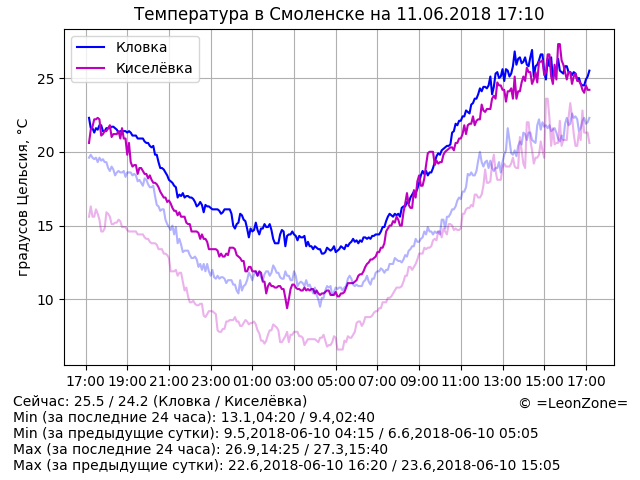 Температура в Смоленске на 11.06.2018 17:10
Кловка
Киселёвка
градусов Цельсия, °C
25
20
15
10
17:00 19:00 21:00 23:00 01:00 03:00 05:00 07:00 09:00 11:00 13:00 15:00 17:00
Сейчас: 25.5 / 24.2 (Кловка / Киселёвка)
© =LeonZone=
Min (за последние 24 часа): 13.1,04:20 / 9.4,02:40
Min (за предыдущие сутки): 9.5,2018-06-10 04:15 / 6.6,2018-06-10 05:05
Max (за последние 24 часа): 26.9,14:25 / 27.3,15:40
Max (за предыдущие сутки): 22.6,2018-06-10 16:20 / 23.6,2018-06-10 15:05